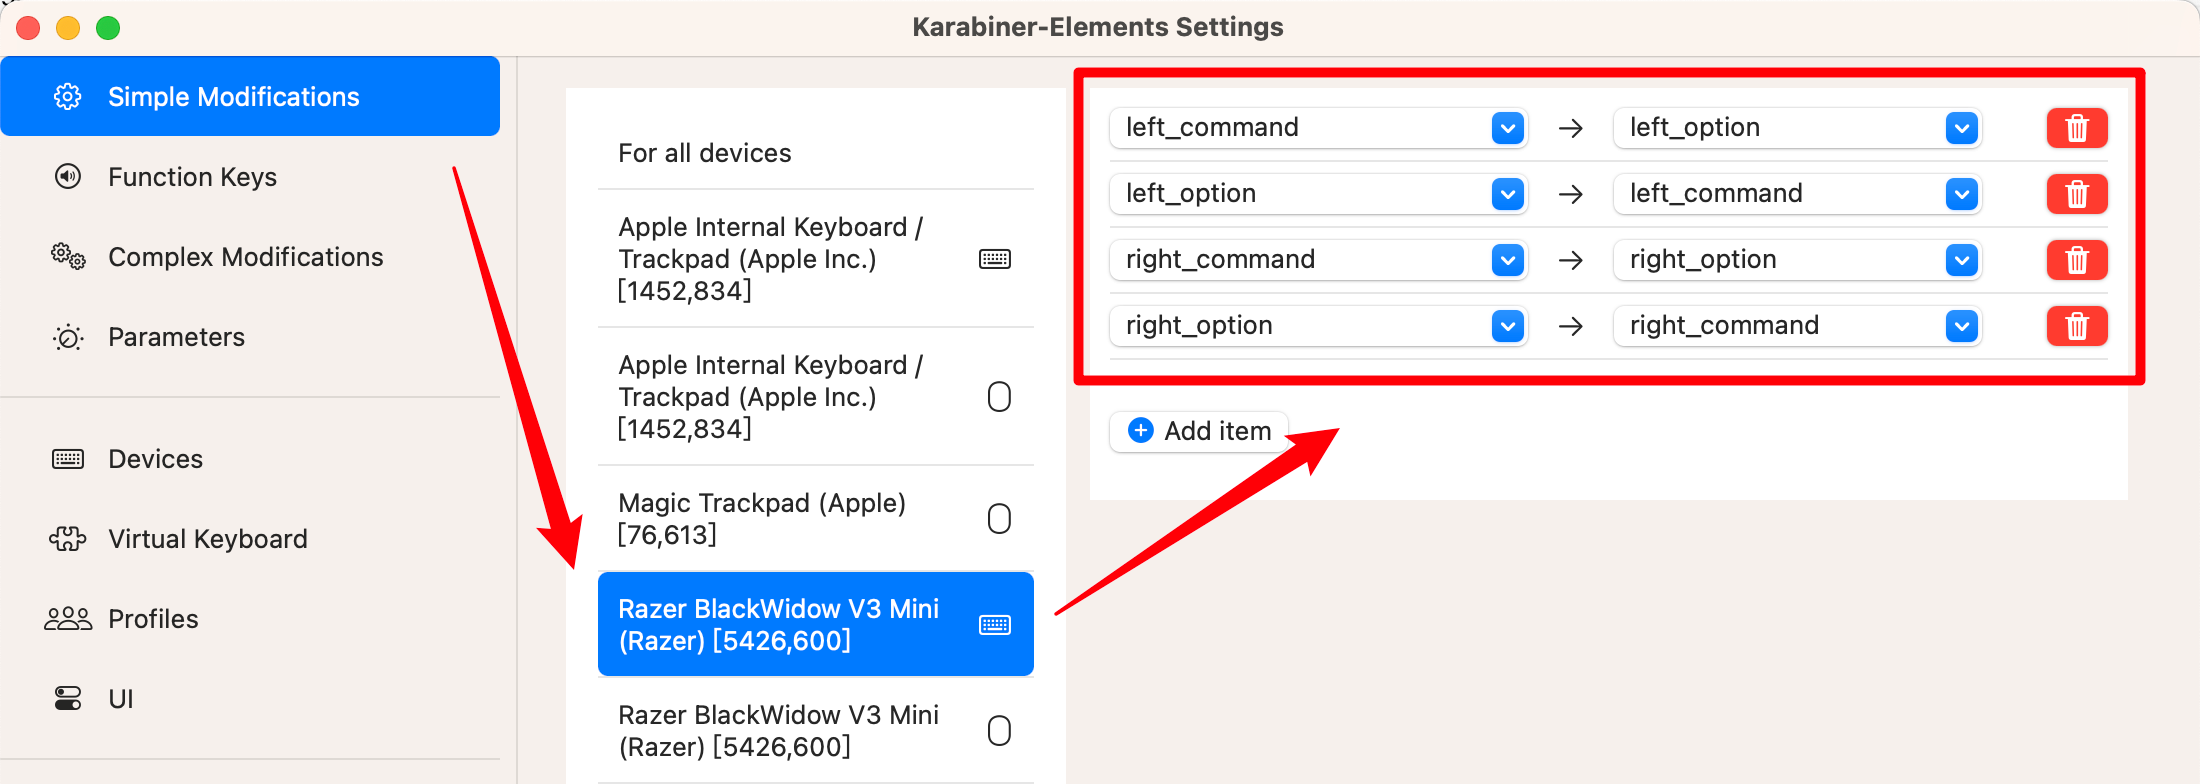 Karabiner-Elements Settings
Simple Modifications
Function Keys
Complex Modifications
Parameters
Devices
Virtual Keyboard
Profiles
UI
For all devices
Apple Internal Keyboard /
Trackpad (Apple Inc.)
[1452,834]
Apple Internal Keyboard /
Trackpad (Apple Inc.)
[1452,834]
Magic Trackpad (Apple)
[76,613]
Razer BlackWidow V3 Mini
(Razer) [5426,600]
Razer BlackWidow V3 Mini
(Razer) [5426,600]
left_command → left_option
left_option → left_command
right_command → right_option
right_option → right_command
Add item